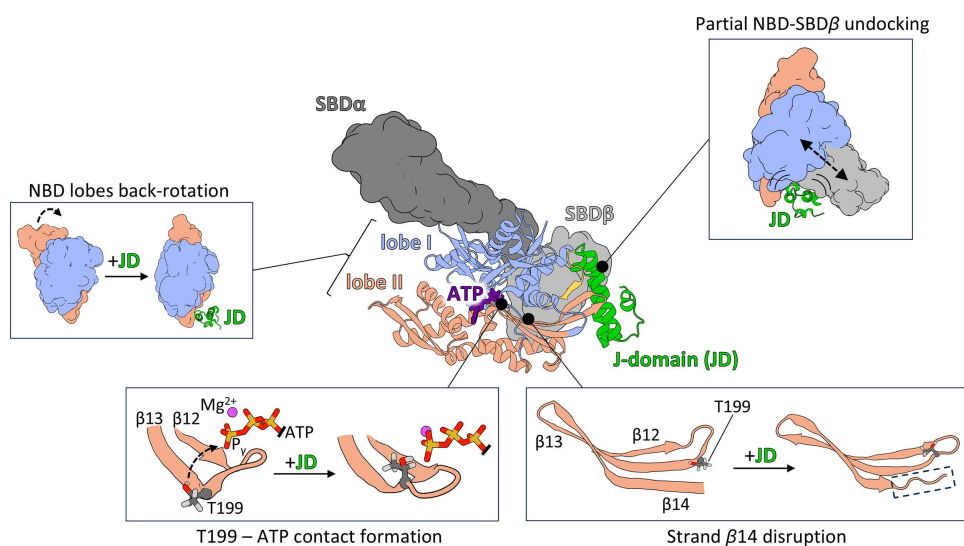 Partial NBD-SBDβ undocking
JD
SBDα
NBD lobes back-rotation
+JD
JD
SBDβ
lobe I
lobe II
ATP
J-domain (JD)
β13
β12
Mg2+
ATP
Pγ
+JD
T199
T199 – ATP contact formation
T199
β13
β12
+JD
β14
Strand β14 disruption